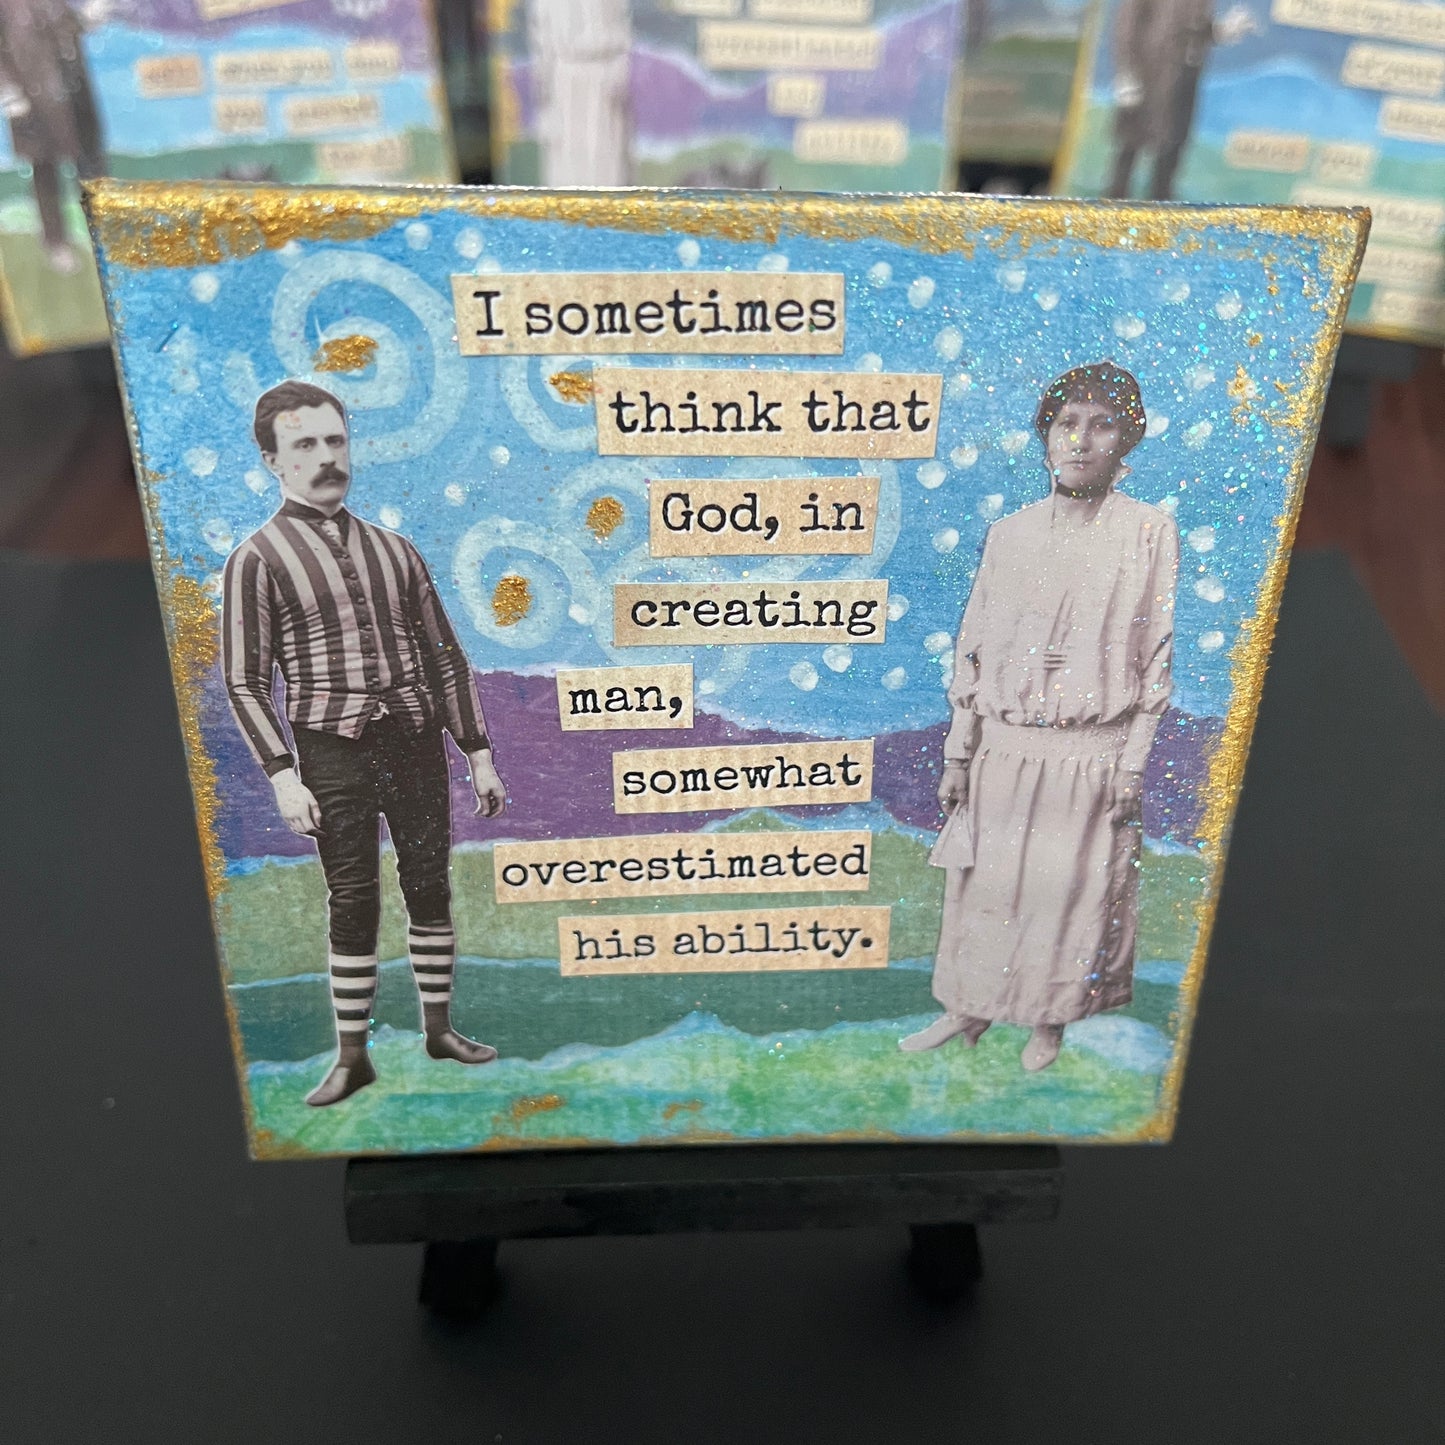 I sometimes
think that
God, in
creating
man,
somewhat
overestimated
his ability.